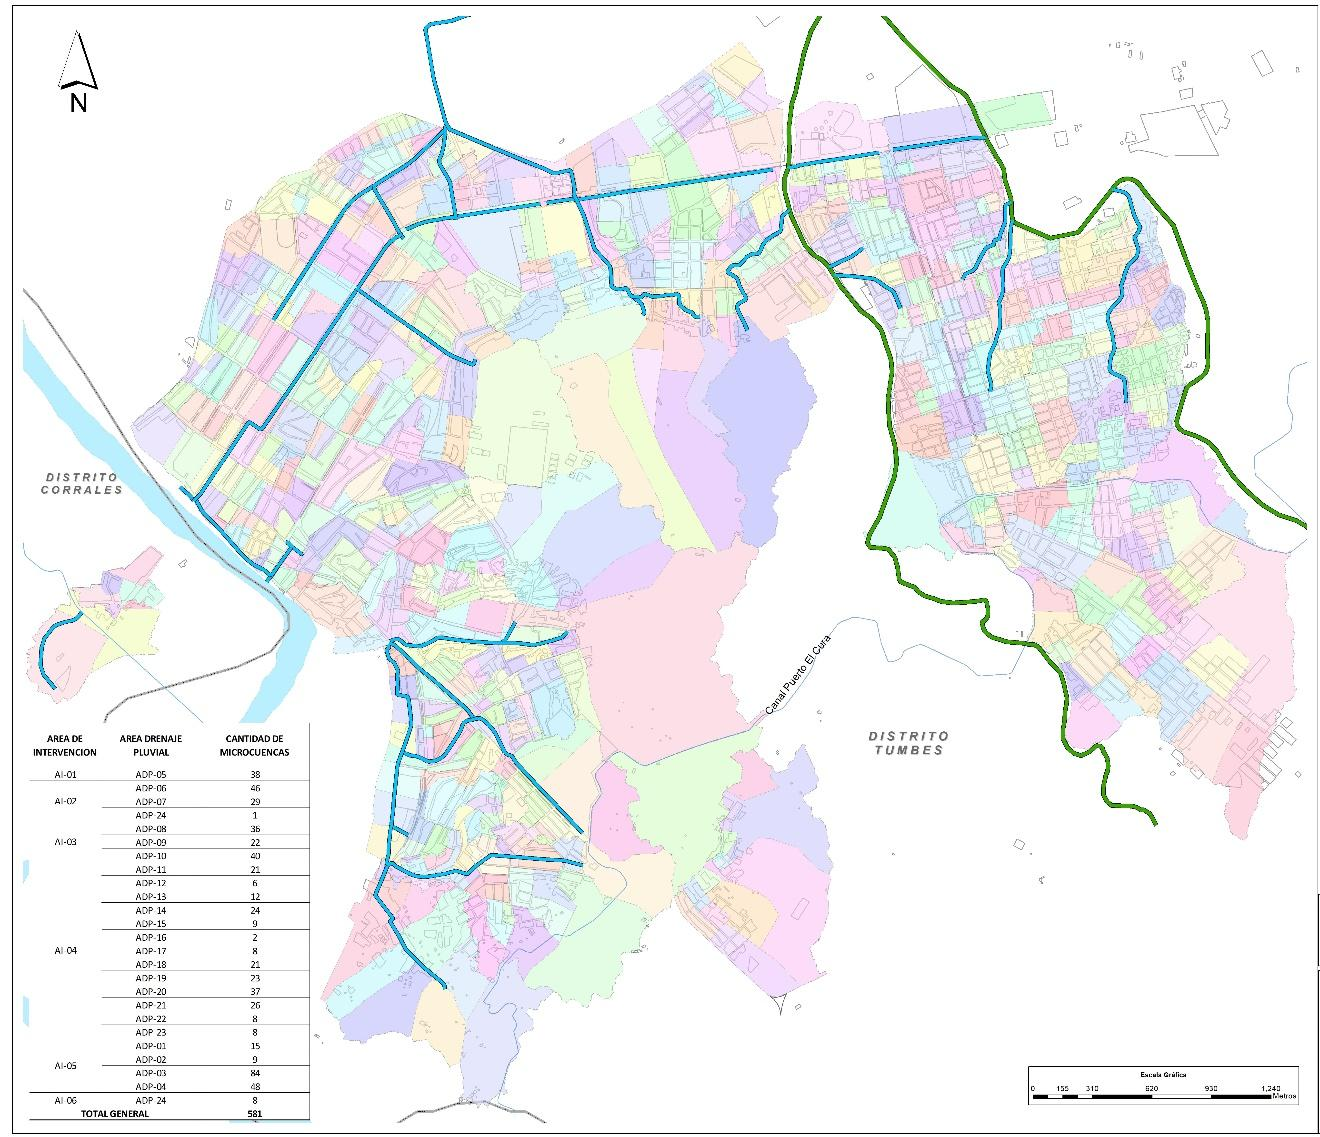 N
DISTRITO
CORRALES
Canal Puerto El Cura
DISTRITO
TUMBES
AREA DE INTERVENCION AREA DRENAJE PLUVIAL CANTIDAD DE MICROCUENCAS
AI-01 ADP-05 38
ADP-06 46
AI-02 ADP-07 29
ADP-24 1
ADP-08 36
AI-03 ADP-09 22
ADP-10 40
ADP-11 21
ADP-12 6
ADP-13 12
ADP-14 24
ADP-15 9
ADP-16 2
AI-04 ADP-17 8
ADP-18 21
ADP-19 23
ADP-20 37
ADP-21 26
ADP-22 8
ADP-23 8
ADP-01 15
ADP-02 9
AI-05 ADP-03 84
ADP-04 48
AI-06 ADP-24 8
TOTAL GENERAL 581
Escala Gráfica
0 155 310 620 930 1,240
Metros